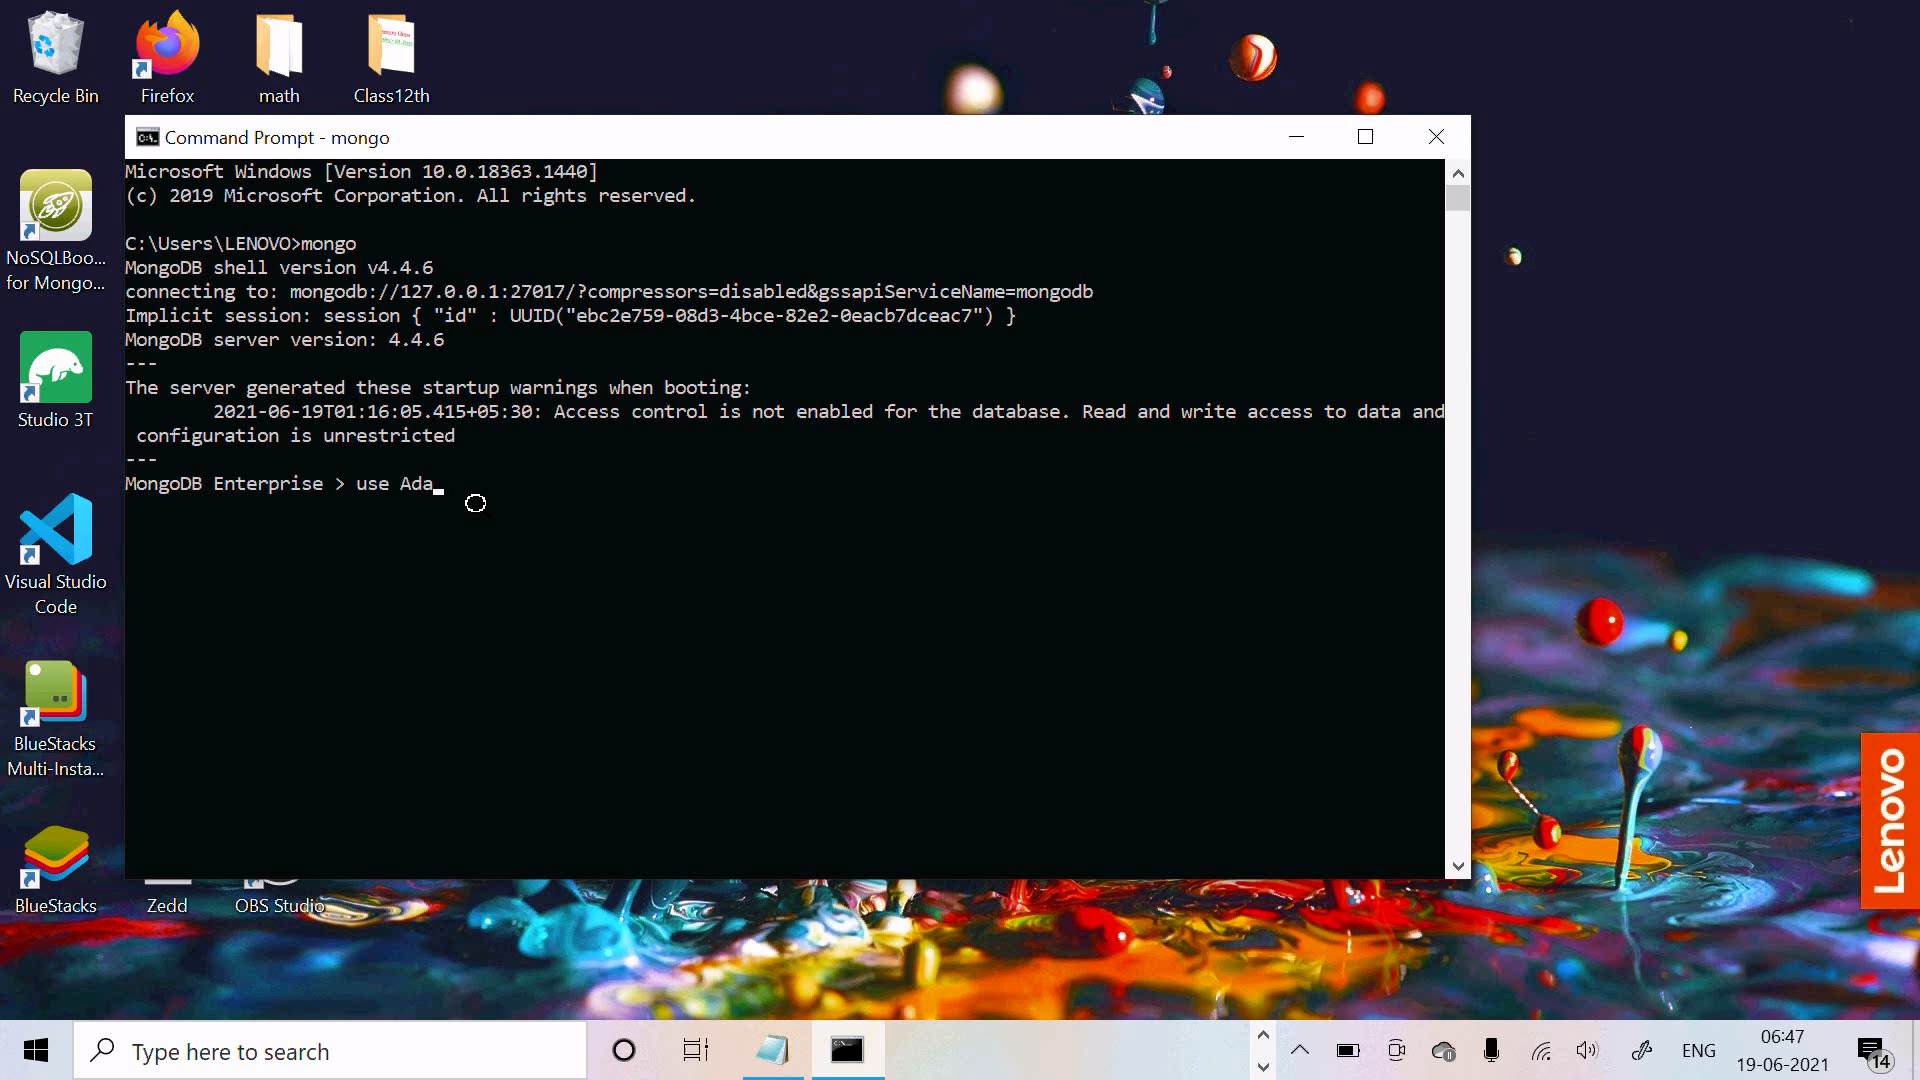 Recycle Bin
Firefox
math
Class12th
Command Prompt - mongo
Microsoft Windows [Version 10.0.18363.1440]
(c) 2019 Microsoft Corporation. All rights reserved.
C:\Users\LENOVO>mongo
MongoDB shell version v4.4.6
connecting to: mongodb://127.0.0.1:27017/?compressors=disabled&gssapiServiceName=mongodb
Implicit session: session { "id" : UUID("ebc2e759-08d3-4bce-82e2-0eacb7dceac7") }
MongoDB server version: 4.4.6
---
The server generated these startup warnings when booting:
2021-06-19T01:16:05.415+05:30: Access control is not enabled for the database. Read and write access to data and
configuration is unrestricted
---
MongoDB Enterprise > use Ada
NoSQLBoo...
for Mongo...
Studio 3T
Visual Studio
Code
BlueStacks
Multi-Insta...
BlueStacks
Zedd
OBS Studio
Lenovo
Type here to search
ENG
06:47
19-06-2021
14